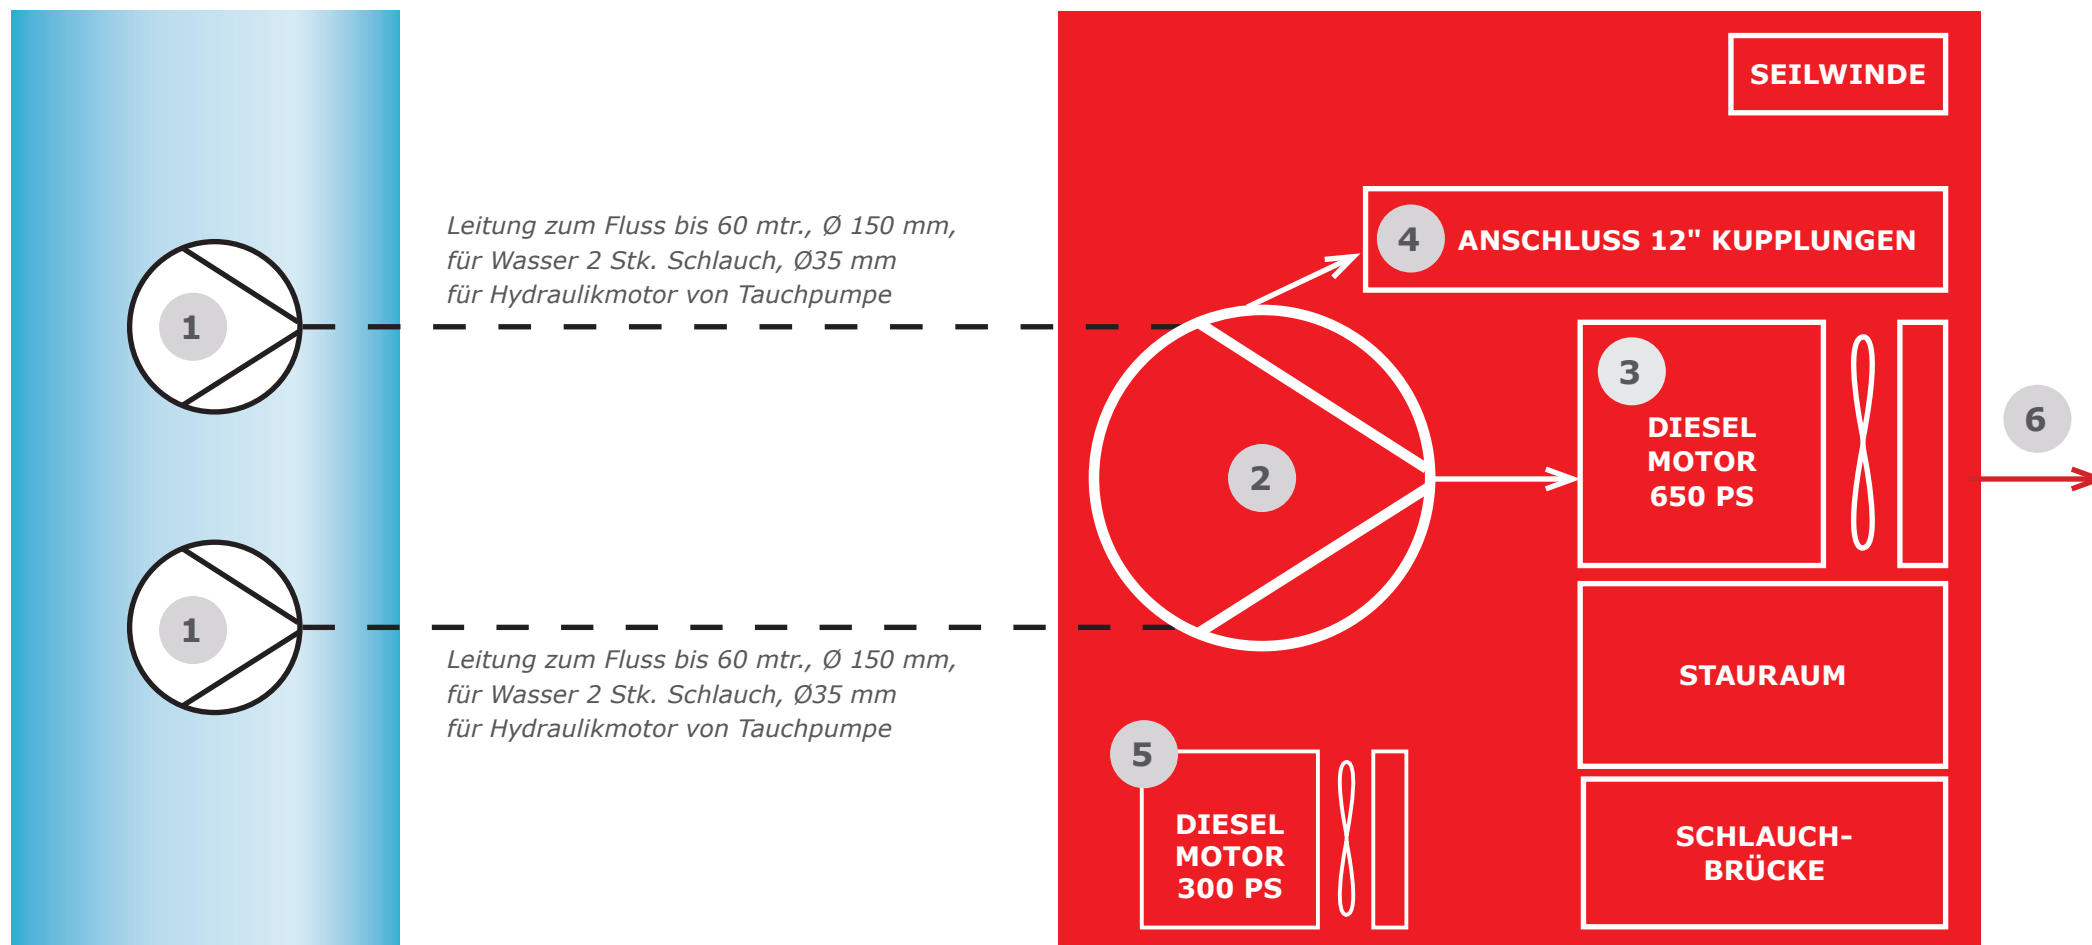 SEILWINDE
Leitung zum Fluss bis 60 mtr., Ø 150 mm,
für Wasser 2 Stk. Schlauch, Ø35 mm
für Hydraulikmotor von Tauchpumpe
4
ANSCHLUSS 12" KUPPLUNGEN
1
3
DIESEL
MOTOR
650 PS
6
2
1
Leitung zum Fluss bis 60 mtr., Ø 150 mm,
für Wasser 2 Stk. Schlauch, Ø35 mm
für Hydraulikmotor von Tauchpumpe
STAURAUM
5
DIESEL
MOTOR
300 PS
SCHLAUCH-
BRÜCKE